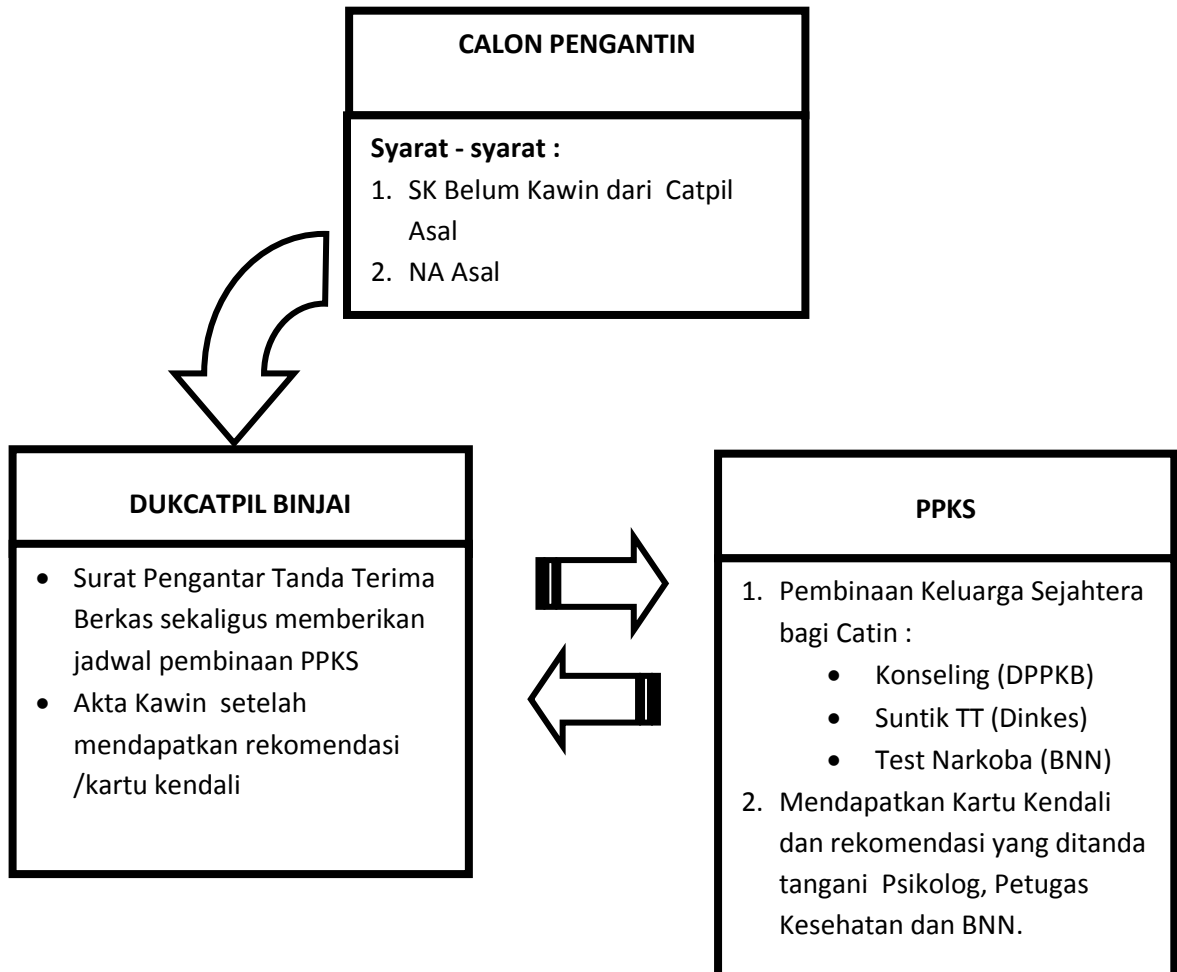 CALON PENGANTIN
Syarat - syarat :
1. SK Belum Kawin dari Catpil
Asal
2. NA Asal
DUKCATPIL BINJAI
• Surat Pengantar Tanda Terima
Berkas sekaligus memberikan
jadwal pembinaan PPKS
• Akta Kawin setelah
mendapatkan rekomendasi
/kartu kendali
PPKS
1. Pembinaan Keluarga Sejahtera
bagi Catin :
• Konseling (DPPKB)
• Suntik TT (Dinkes)
• Test Narkoba (BNN)
2. Mendapatkan Kartu Kendali
dan rekomendasi yang ditanda
tangani Psikolog, Petugas
Kesehatan dan BNN.